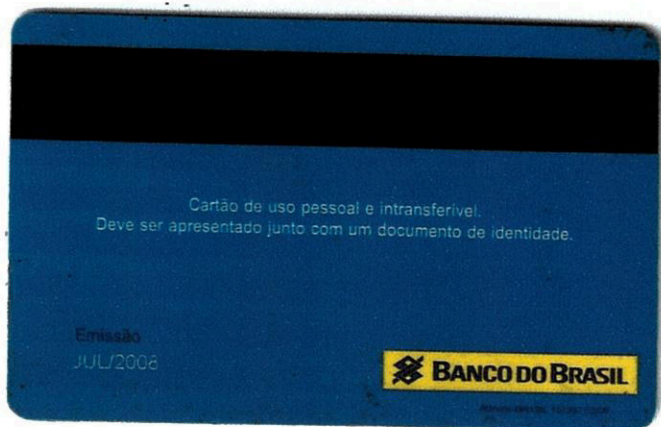 Cartão de uso pessoal e intransferível.
Deve ser apresentado junto com um documento de identidade.
Emissão
JUL/2008
BANCO DO BRASIL